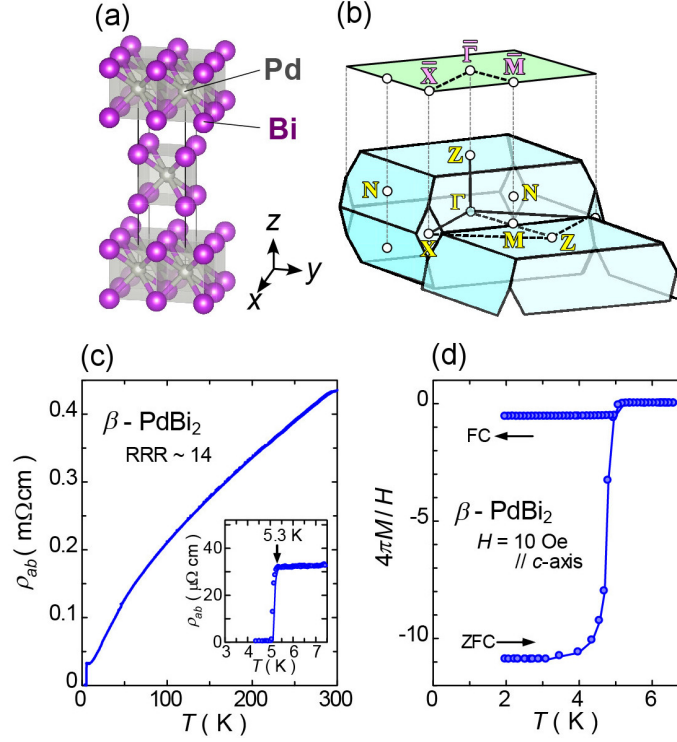 (a)
Pd
Bi
z
y
x
(b)
X̄
Γ̄
M̄
Z
N
Γ
N
X
M
Z
(c)
β - PdBi₂
RRR ~ 14
ρab ( mΩcm )
0.4
0.3
0.2
0.1
0
0 100 200 300
T ( K )
5.3 K
ρab ( μΩ cm )
40
20
0
3 4 5 6 7
T ( K )
(d)
0
-5
-10
4πM / H
FC
β - PdBi₂
H = 10 Oe
// c-axis
ZFC
0 2 4 6
T ( K )